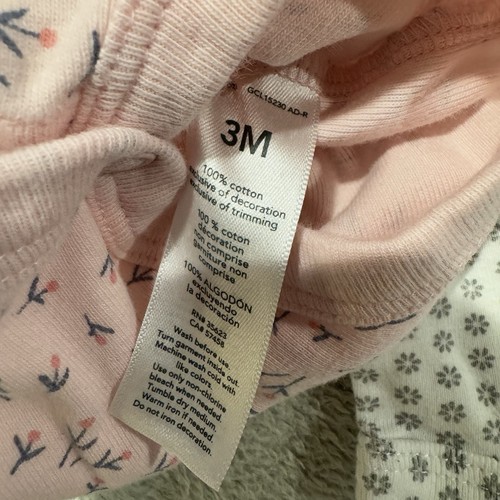 GCL15230 AD-R
3M
100% cotton
exclusive of decoration
exclusive of trimming
100 % coton
décoration
non comprise
garniture non
comprise
100% ALGODÓN
excluyendo
la decoración
RN# 35623
CA# 57458
Wash before use.
Turn garment inside out.
Machine wash cold with
like colors.
Use only non-chlorine
bleach when needed.
Tumble dry medium.
Warm iron if needed.
Do not iron decoration.